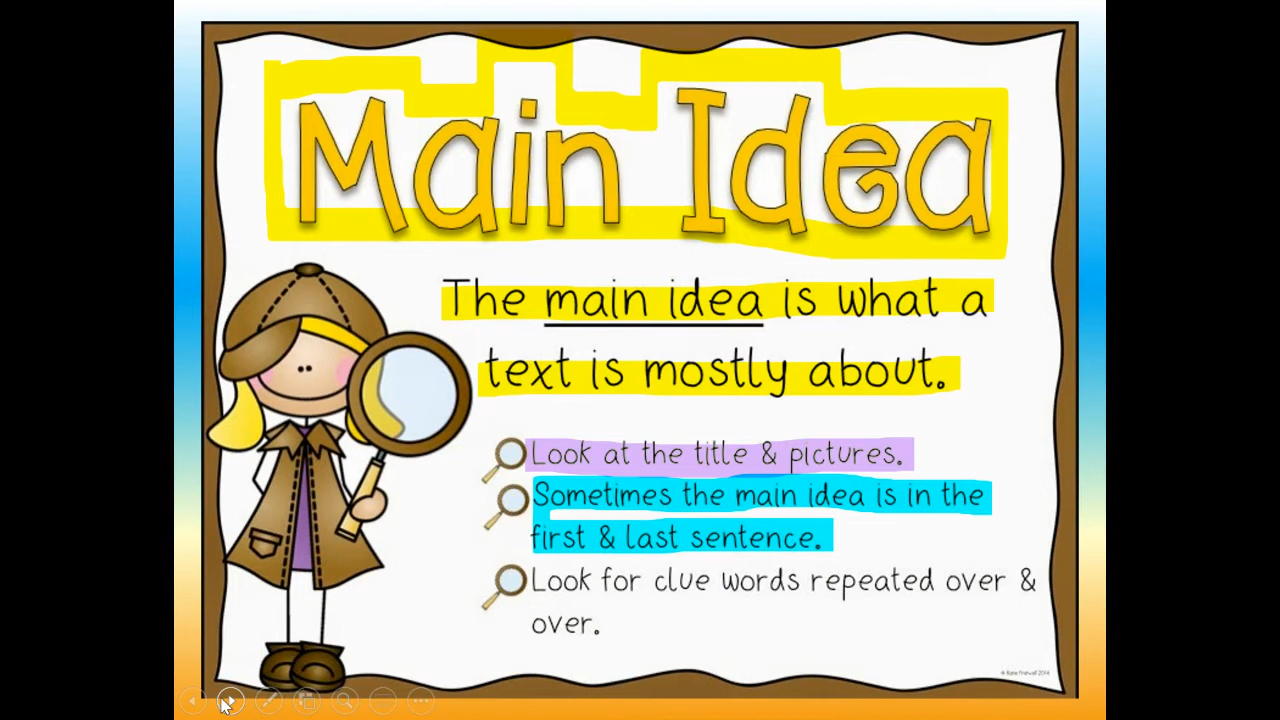 Main Idea
The main idea is what a
text is mostly about.
Look at the title & pictures.
Sometimes the main idea is in the
first & last sentence.
Look for clue words repeated over &
over.